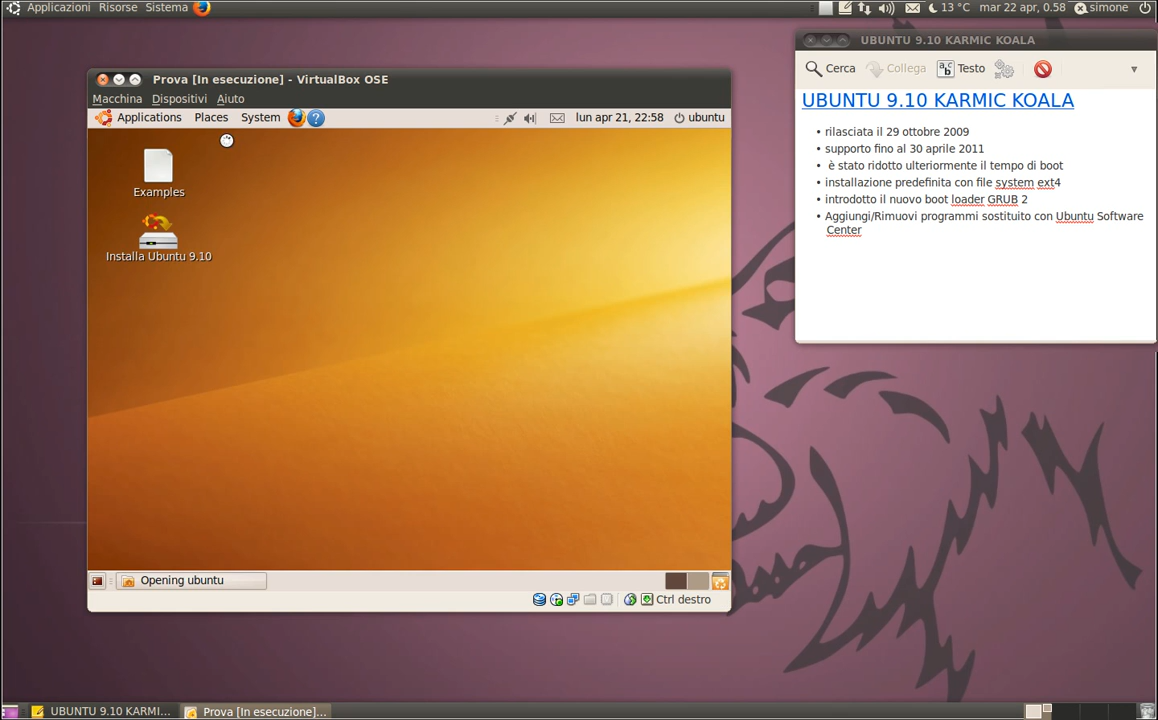 Applicazioni Risorse Sistema 13 °C mar 22 apr, 0.58 simone
UBUNTU 9.10 KARMIC KOALA
Cerca Collega Testo
UBUNTU 9.10 KARMIC KOALA
• rilasciata il 29 ottobre 2009
• supporto fino al 30 aprile 2011
• è stato ridotto ulteriormente il tempo di boot
• installazione predefinita con file system ext4
• introdotto il nuovo boot loader GRUB 2
• Aggiungi/Rimuovi programmi sostituito con Ubuntu Software
Center
Prova [In esecuzione] - VirtualBox OSE
Macchina Dispositivi Aiuto
Applications Places System lun apr 21, 22:58 ubuntu
Examples
Installa Ubuntu 9.10
Opening ubuntu
Ctrl destro
UBUNTU 9.10 KARMI... Prova [In esecuzione]...